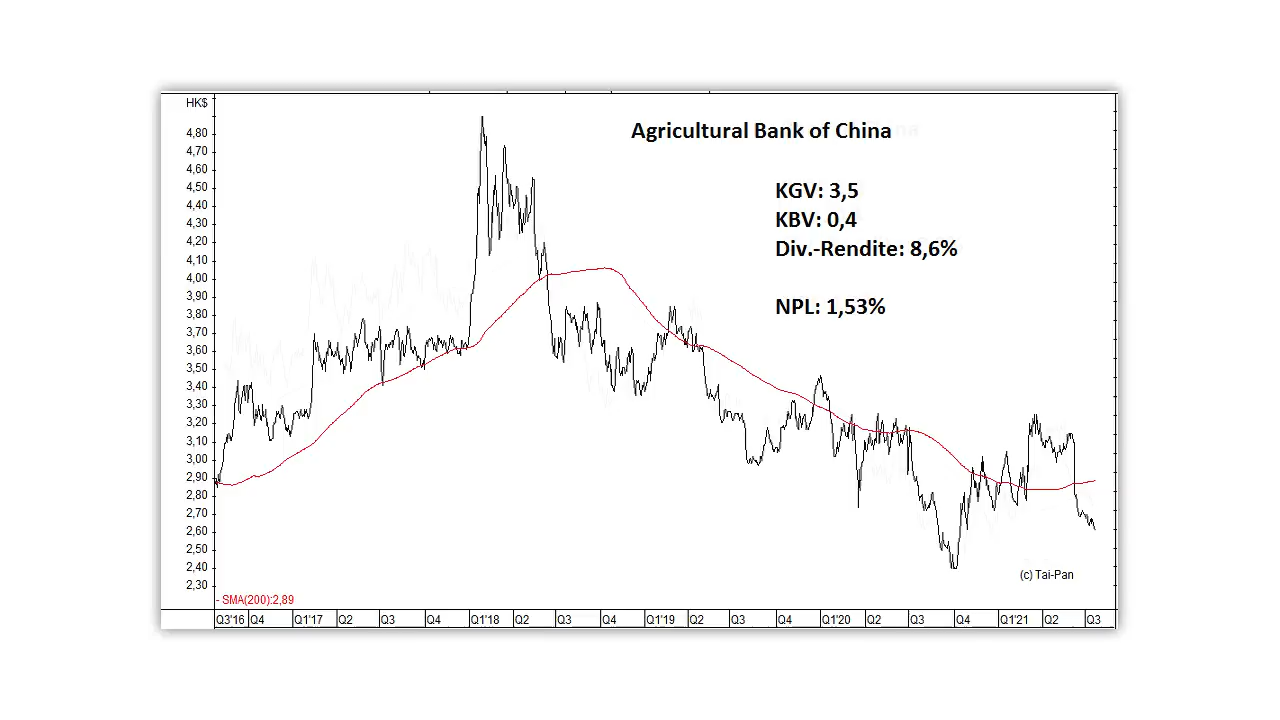 HK$
Agricultural Bank of China
4,80
4,70
4,60
4,50
4,40
4,30
4,20
4,10
4,00
3,90
3,80
3,70
3,60
3,50
3,40
3,30
3,20
3,10
3,00
2,90
2,80
2,70
2,60
2,50
2,40
2,30
KGV: 3,5
KBV: 0,4
Div.-Rendite: 8,6%
NPL: 1,53%
(c) Tai-Pan
- SMA(200):2,89
Q3'16 Q4 Q1'17 Q2 Q3 Q4 Q1'18 Q2 Q3 Q4 Q1'19 Q2 Q3 Q4 Q1'20 Q2 Q3 Q4 Q1'21 Q2 Q3